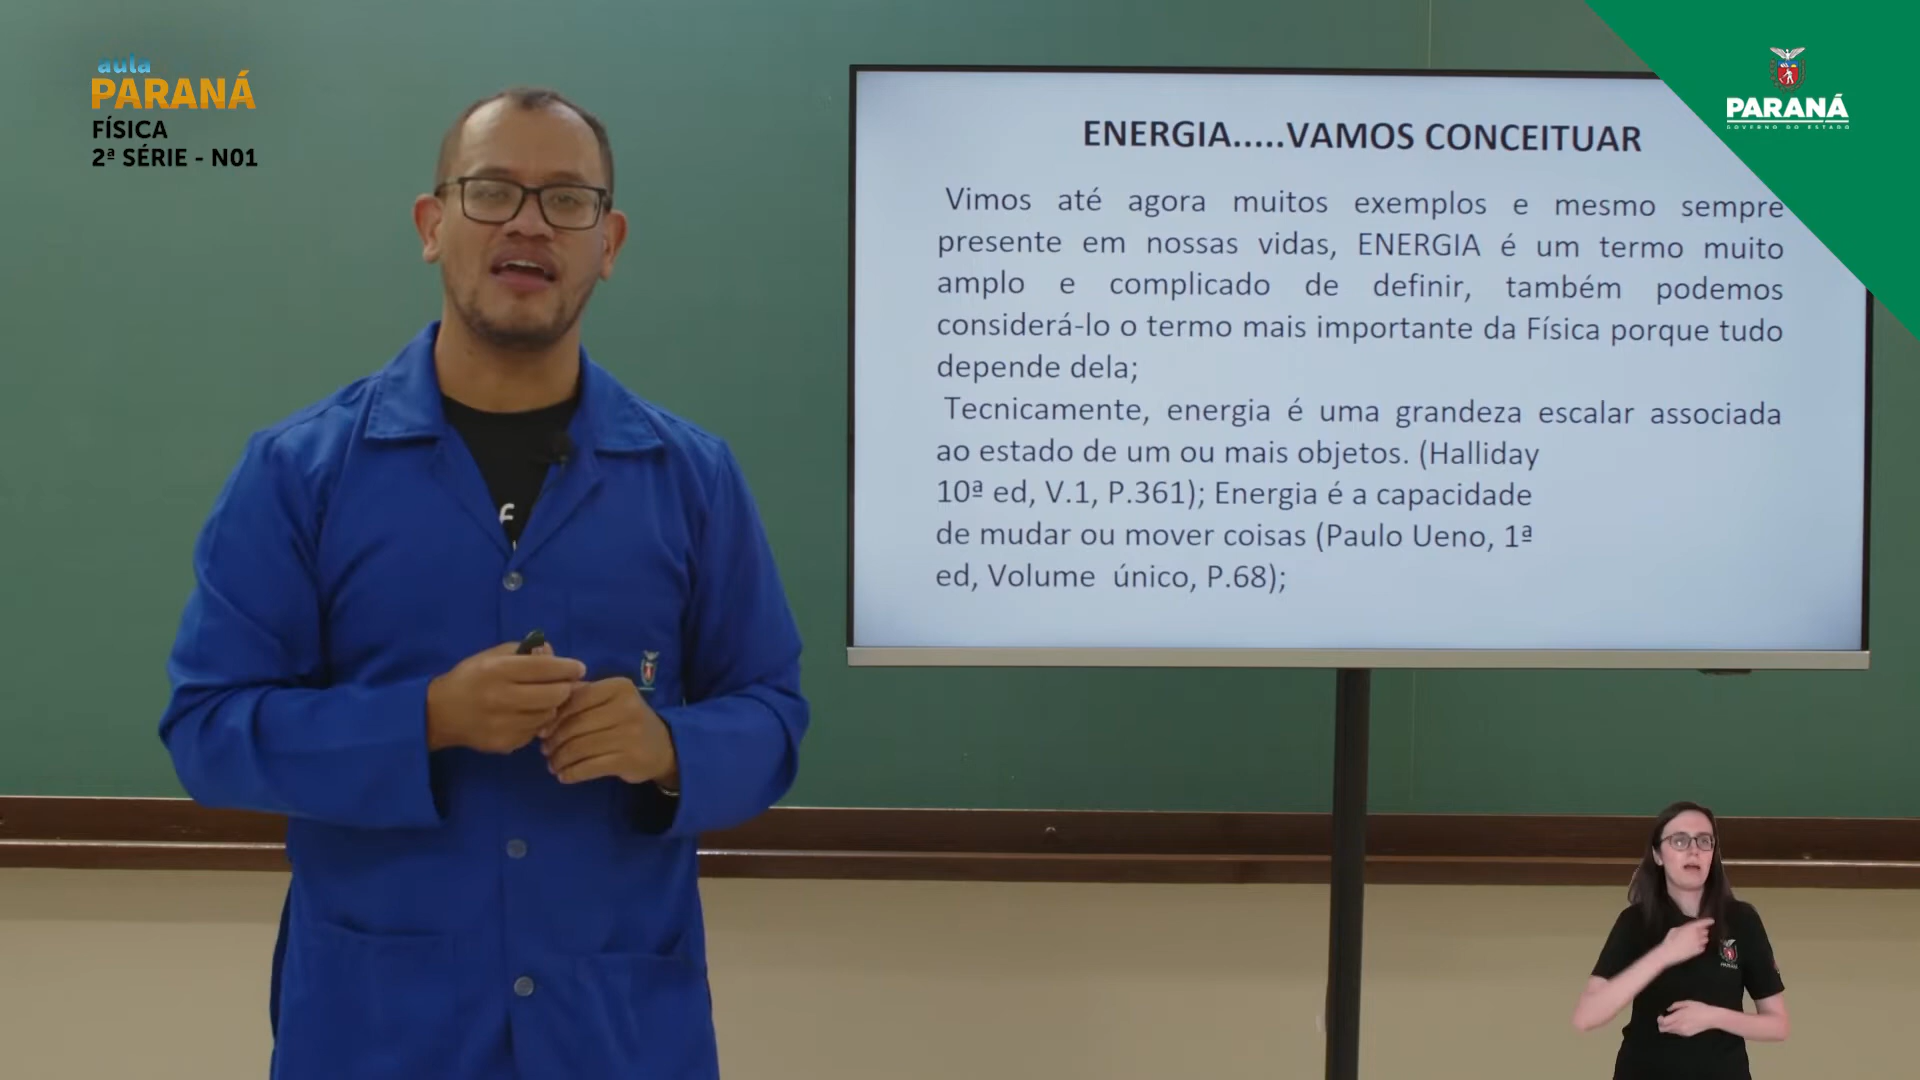 aula
PARANÁ
FÍSICA
2ª SÉRIE - N01
PARANÁ
GOVERNO DO ESTADO
ENERGIA.....VAMOS CONCEITUAR
Vimos até agora muitos exemplos e mesmo sempre
presente em nossas vidas, ENERGIA é um termo muito
amplo e complicado de definir, também podemos
considerá-lo o termo mais importante da Física porque tudo
depende dela;
Tecnicamente, energia é uma grandeza escalar associada
ao estado de um ou mais objetos. (Halliday
10ª ed, V.1, P.361); Energia é a capacidade
de mudar ou mover coisas (Paulo Ueno, 1ª
ed, Volume único, P.68);